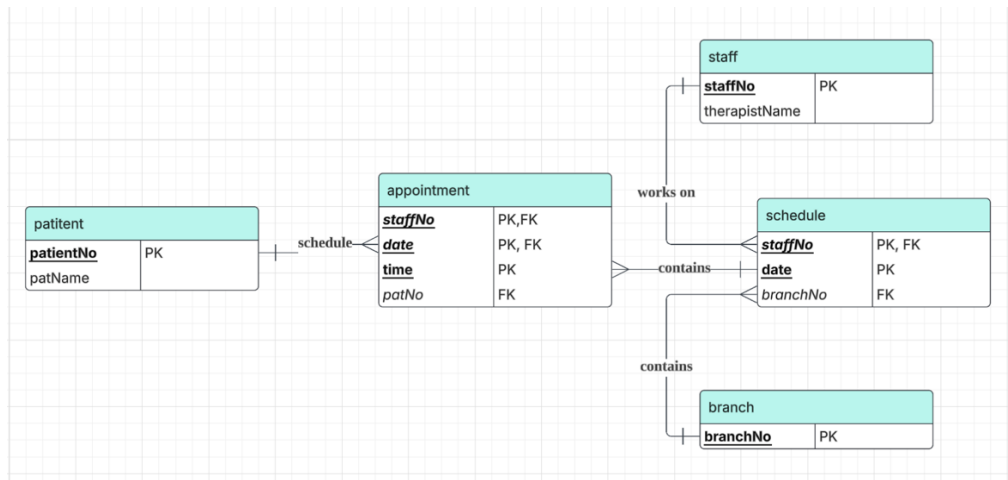 patitent
patientNo PK
patName
schedule
appointment
staffNo PK,FK
date PK, FK
time PK
patNo FK
staff
staffNo PK
therapistName
works on
contains
schedule
staffNo PK, FK
date PK
branchNo FK
contains
branch
branchNo PK